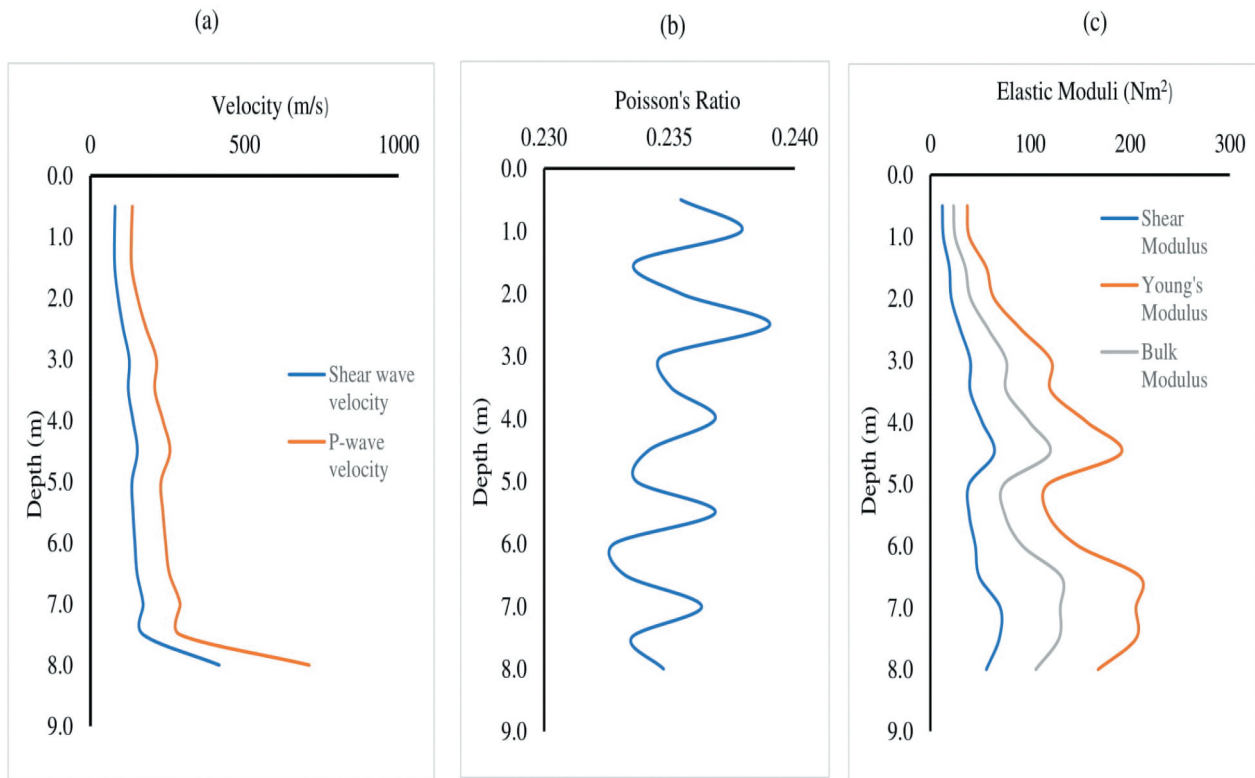 (a)
Velocity (m/s)
0 500 1000
0.0
1.0
2.0
3.0
4.0
5.0
6.0
7.0
8.0
9.0
Depth (m)
Shear wave
velocity
P-wave
velocity
(b)
Poisson's Ratio
0.230 0.235 0.240
0.0
1.0
2.0
3.0
4.0
5.0
6.0
7.0
8.0
9.0
Depth (m)
(c)
Elastic Moduli (Nm²)
0 100 200 300
0.0
1.0
2.0
3.0
4.0
5.0
6.0
7.0
8.0
9.0
Depth (m)
Shear
Modulus
Young's
Modulus
Bulk
Modulus